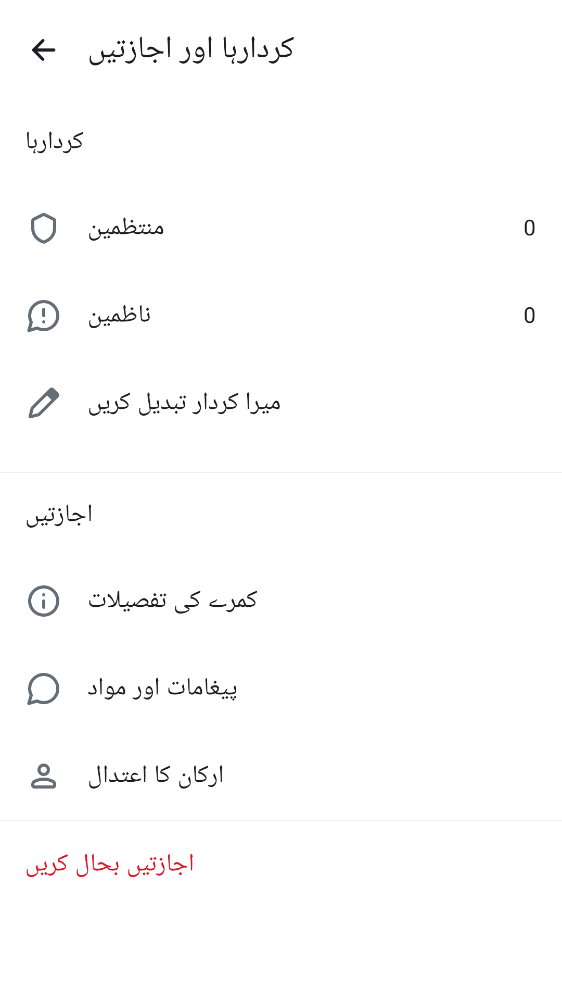 کردارہا اور اجازتیں
کردارہا
منتظمین 0
ناظمین 0
میرا کردار تبدیل کریں
اجازتیں
کمرے کی تفصیلات
پیغامات اور مواد
ارکان کا اعتدال
اجازتیں بحال کریں